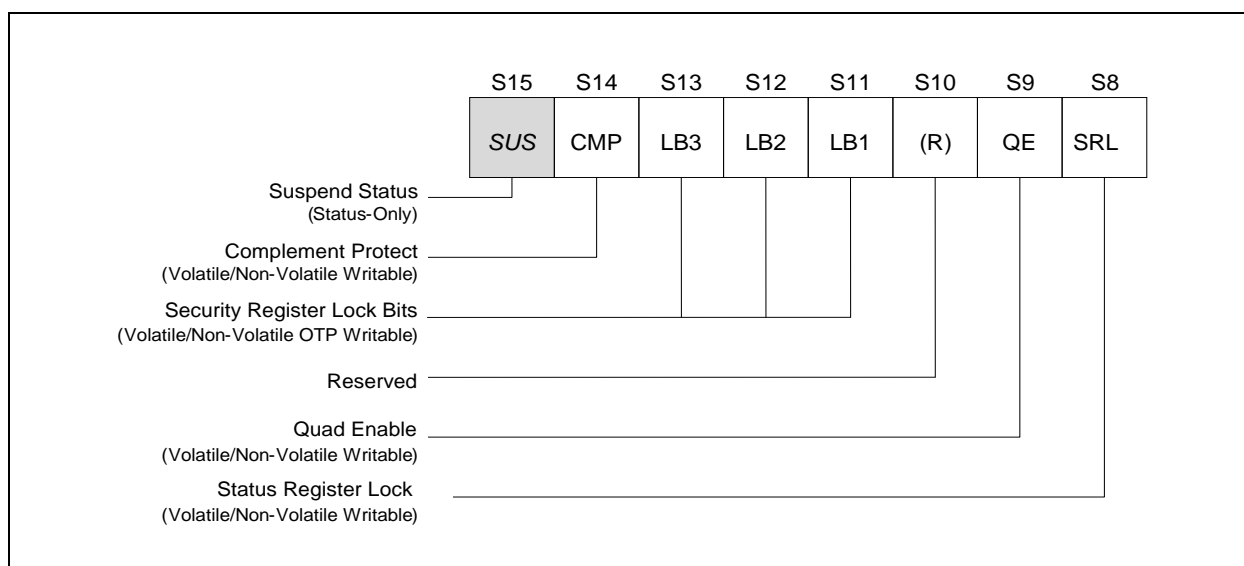 S15 S14 S13 S12 S11 S10 S9 S8
SUS CMP LB3 LB2 LB1 (R) QE SRL
Suspend Status
(Status-Only)
Complement Protect
(Volatile/Non-Volatile Writable)
Security Register Lock Bits
(Volatile/Non-Volatile OTP Writable)
Reserved
Quad Enable
(Volatile/Non-Volatile Writable)
Status Register Lock
(Volatile/Non-Volatile Writable)